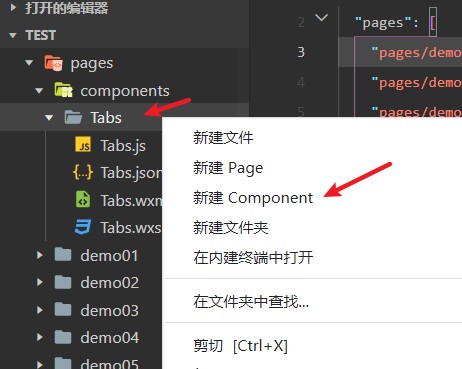 打开的编辑器
TEST
pages
components
Tabs
Tabs.js
Tabs.json
Tabs.wxm
Tabs.wxs
demo01
demo02
demo03
demo04
demo05
2 "pages": [
3 "pages/demo
"pages/demo
"pages/demo
新建文件
新建 Page
新建 Component
新建文件夹
在内建终端中打开
在文件夹中查找...
剪切 [Ctrl+X]